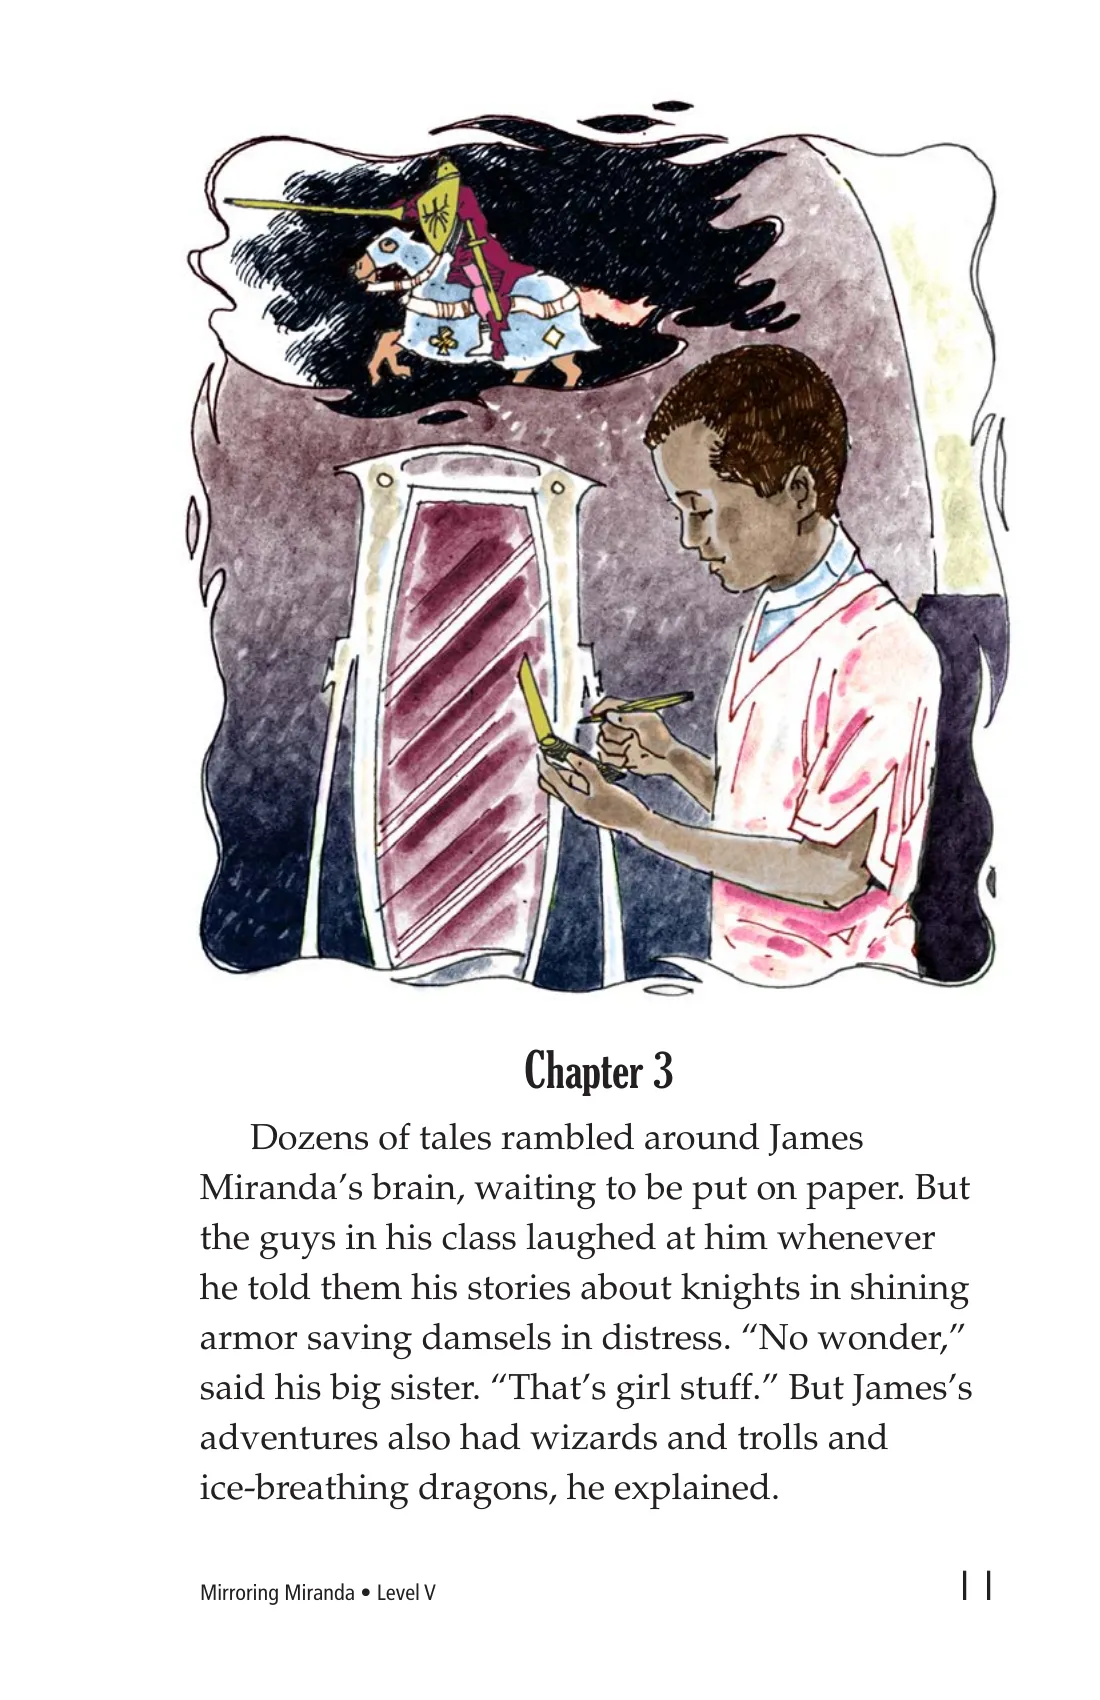 Chapter 3
Dozens of tales rambled around James
Miranda’s brain, waiting to be put on paper. But
the guys in his class laughed at him whenever
he told them his stories about knights in shining
armor saving damsels in distress. “No wonder,”
said his big sister. “That’s girl stuff.” But James’s
adventures also had wizards and trolls and
ice-breathing dragons, he explained.
Mirroring Miranda • Level V
11